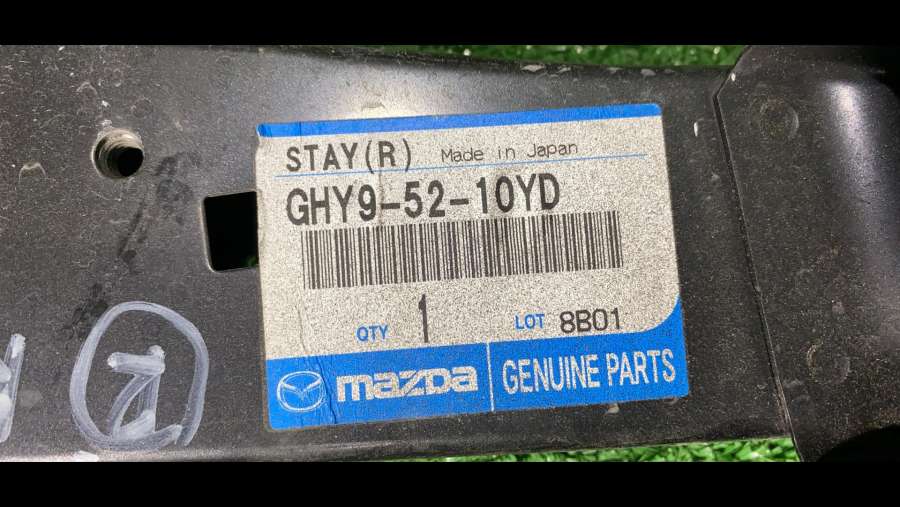 STAY(R) Made in Japan
GHY9-52-10YD
QTY 1 LOT 8B01
mazda GENUINE PARTS